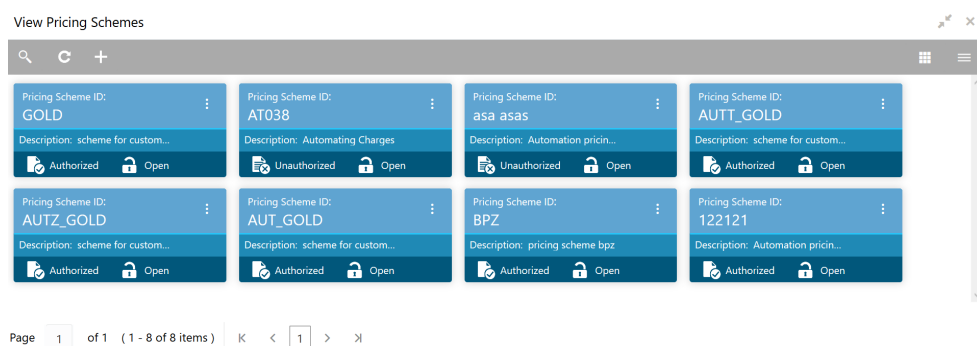 View Pricing Schemes
Pricing Scheme ID: Pricing Scheme ID: Pricing Scheme ID: Pricing Scheme ID:
GOLD AT038 asa asas AUTT_GOLD
Description: scheme for custom... Description: Automating Charges Description: Automation pricin... Description: scheme for custom...
Authorized Open Unauthorized Open Unauthorized Open Authorized Open
Pricing Scheme ID: Pricing Scheme ID: Pricing Scheme ID: Pricing Scheme ID:
AUTZ_GOLD AUT_GOLD BPZ 122121
Description: scheme for custom... Description: scheme for custom... Description: pricing scheme bpz Description: Automation pricin...
Authorized Open Authorized Open Authorized Open Authorized Open
Page 1 of 1 ( 1 - 8 of 8 items ) 1